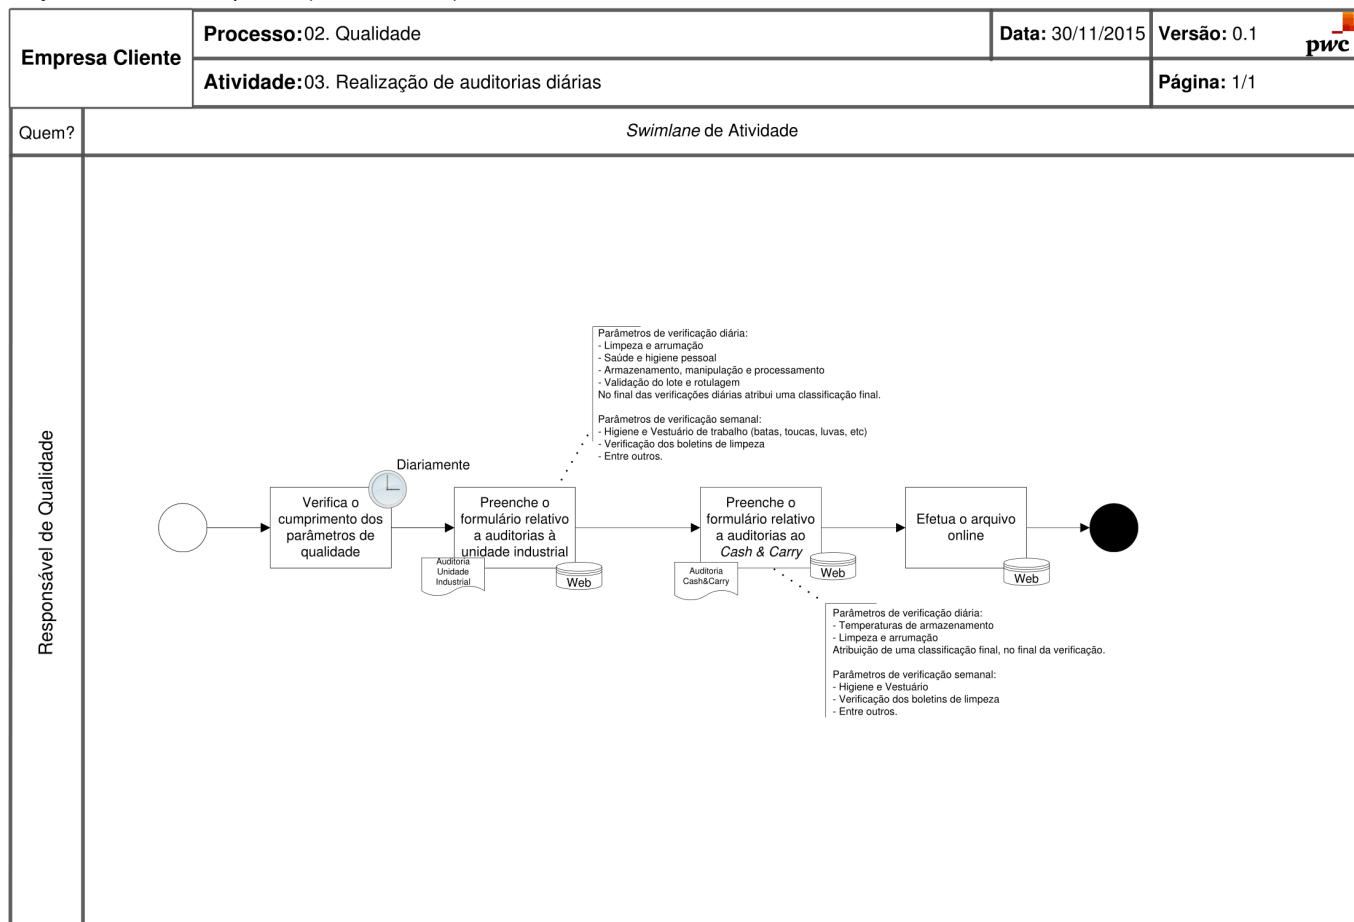 Empresa Cliente
Processo: 02. Qualidade
Data: 30/11/2015
Versão: 0.1
pwc
Atividade: 03. Realização de auditorias diárias
Página: 1/1
Quem?
Swimlane de Atividade
Responsável de Qualidade
Parâmetros de verificação diária:
- Limpeza e arrumação
- Saúde e higiene pessoal
- Armazenamento, manipulação e processamento
- Validação do lote e rotulagem
No final das verificações diárias atribui uma classificação final.
Parâmetros de verificação semanal:
- Higiene e Vestuário de trabalho (batas, toucas, luvas, etc)
- Verificação dos boletins de limpeza
- Entre outros.
Diariamente
Verifica o
cumprimento dos
parâmetros de
qualidade
Preenche o
formulário relativo
a auditorias à
unidade industrial
Auditoria
Unidade
Industrial
Web
Preenche o
formulário relativo
a auditorias ao
Cash & Carry
Auditoria
Cash&Carry
Web
Efetua o arquivo
online
Web
Parâmetros de verificação diária:
- Temperaturas de armazenamento
- Limpeza e arrumação
Atribuição de uma classificação final, no final da verificação.
Parâmetros de verificação semanal:
- Higiene e Vestuário
- Verificação dos boletins de limpeza
- Entre outros.